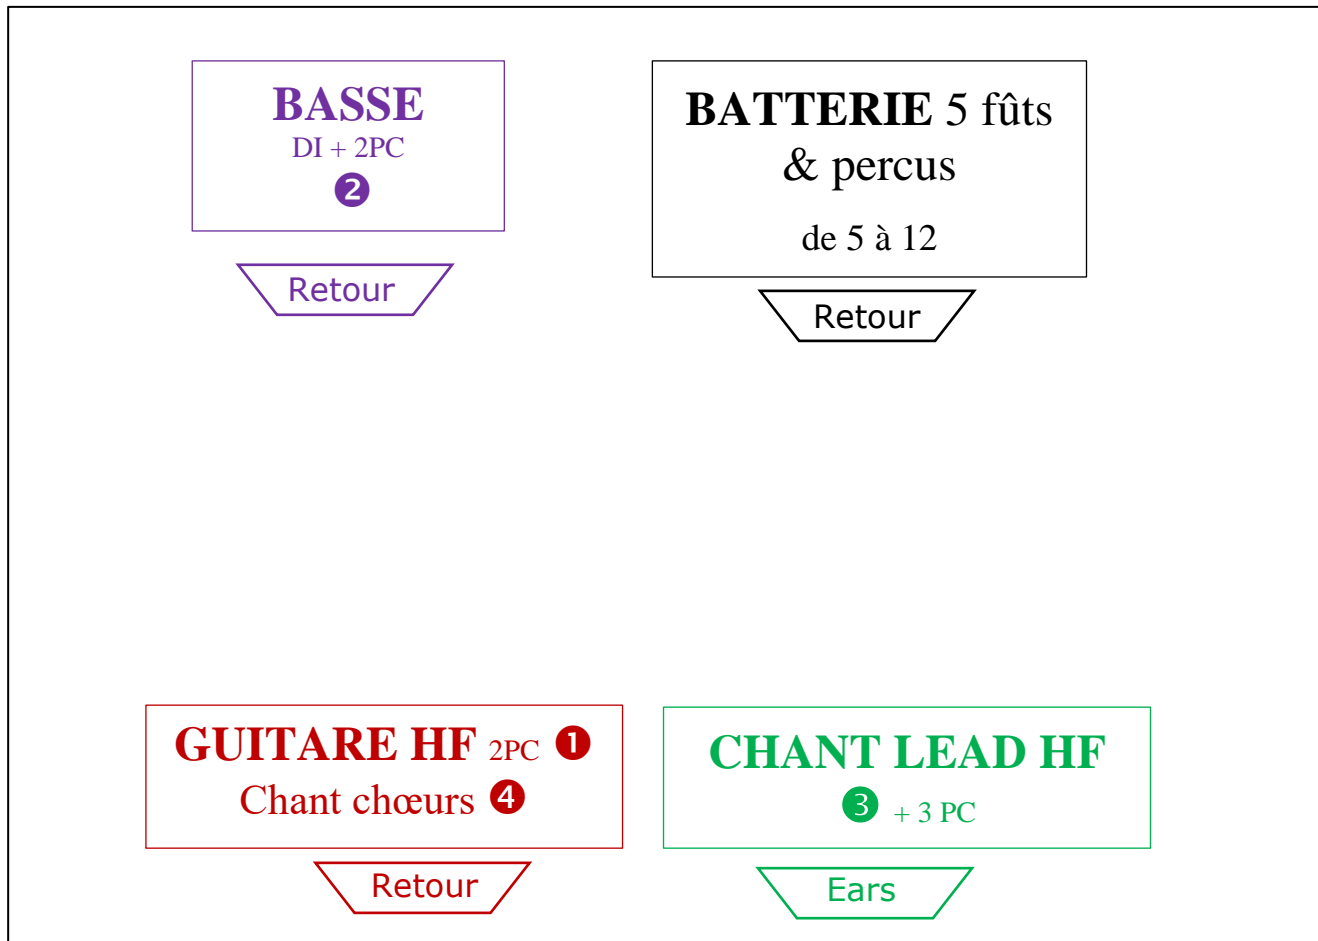 BASSE
DI + 2PC
❷
Retour
BATTERIE 5 fûts
& percus
de 5 à 12
Retour
GUITARE HF 2PC ❶
Chant chœurs ❹
Retour
CHANT LEAD HF
❸ + 3 PC
Ears